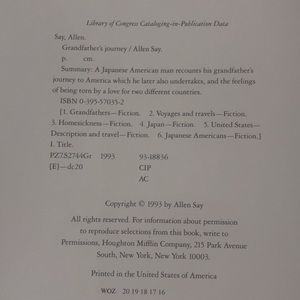 Library of Congress Cataloging-in-Publication Data
Say, Allen.
Grandfather's journey / Allen Say.
p. cm.
Summary: A Japanese American man recounts his grandfather's
journey to America which he later also undertakes, and the feelings
of being torn by a love for two different countries.
ISBN 0-395-57035-2
[1. Grandfathers—Fiction. 2. Voyages and travels—Fiction.
3. Homesickness—Fiction. 4. Japan—Fiction. 5. United States—
Description and travel—Fiction. 6. Japanese Americans—Fiction.]
I. Title.
PZ7.S2744Gr 1993 93-18836
[E]—dc20 CIP
AC
Copyright © 1993 by Allen Say
All rights reserved. For information about permission
to reproduce selections from this book, write to
Permissions, Houghton Mifflin Company, 215 Park Avenue
South, New York, New York 10003.
Printed in the United States of America
WOZ 20 19 18 17 16